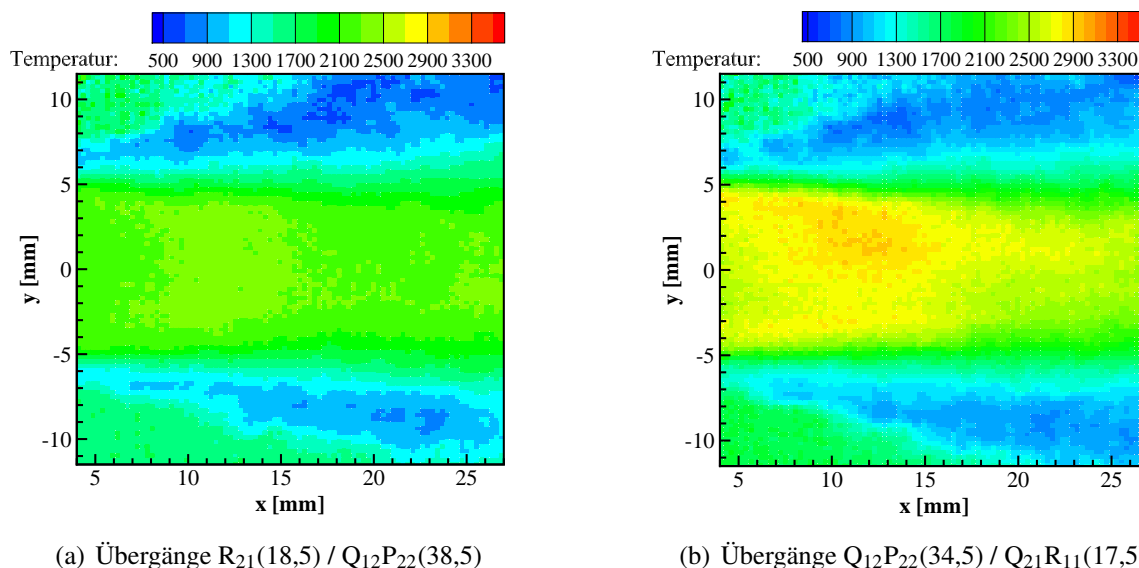 Temperatur: 500 900 1300 1700 2100 2500 2900 3300
10
5
0
-5
-10
y [mm]
5 10 15 20 25
x [mm]
(a) Übergänge R₂₁(18,5) / Q₁₂P₂₂(38,5)
Temperatur: 500 900 1300 1700 2100 2500 2900 3300
10
5
0
-5
-10
y [mm]
5 10 15 20 25
x [mm]
(b) Übergänge Q₁₂P₂₂(34,5) / Q₂₁R₁₁(17,5